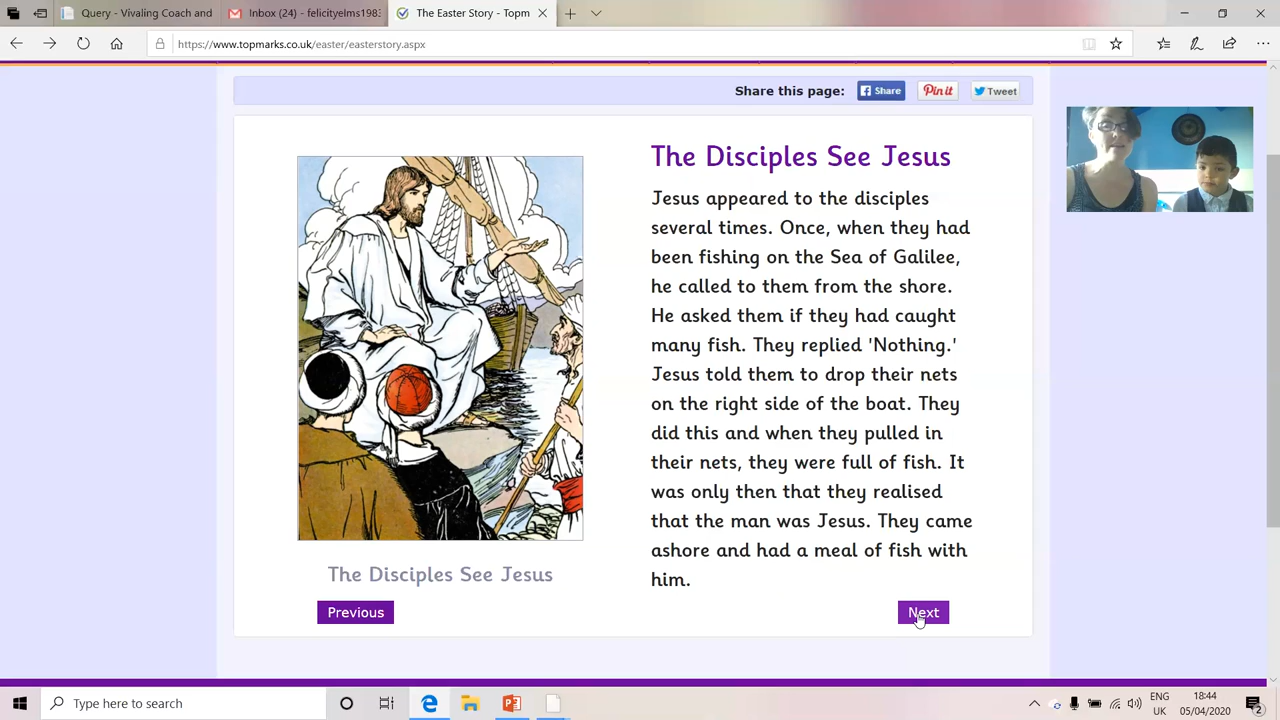 Query - Vivaling Coach and
Inbox (24) - felicityelms1983
The Easter Story - Topm
https://www.topmarks.co.uk/easter/easterstory.aspx
Share this page:
Share
Pin it
Tweet
The Disciples See Jesus
Jesus appeared to the disciples
several times. Once, when they had
been fishing on the Sea of Galilee,
he called to them from the shore.
He asked them if they had caught
many fish. They replied 'Nothing.'
Jesus told them to drop their nets
on the right side of the boat. They
did this and when they pulled in
their nets, they were full of fish. It
was only then that they realised
that the man was Jesus. They came
ashore and had a meal of fish with
him.
The Disciples See Jesus
Previous
Next
Type here to search
ENG
UK
18:44
05/04/2020
2